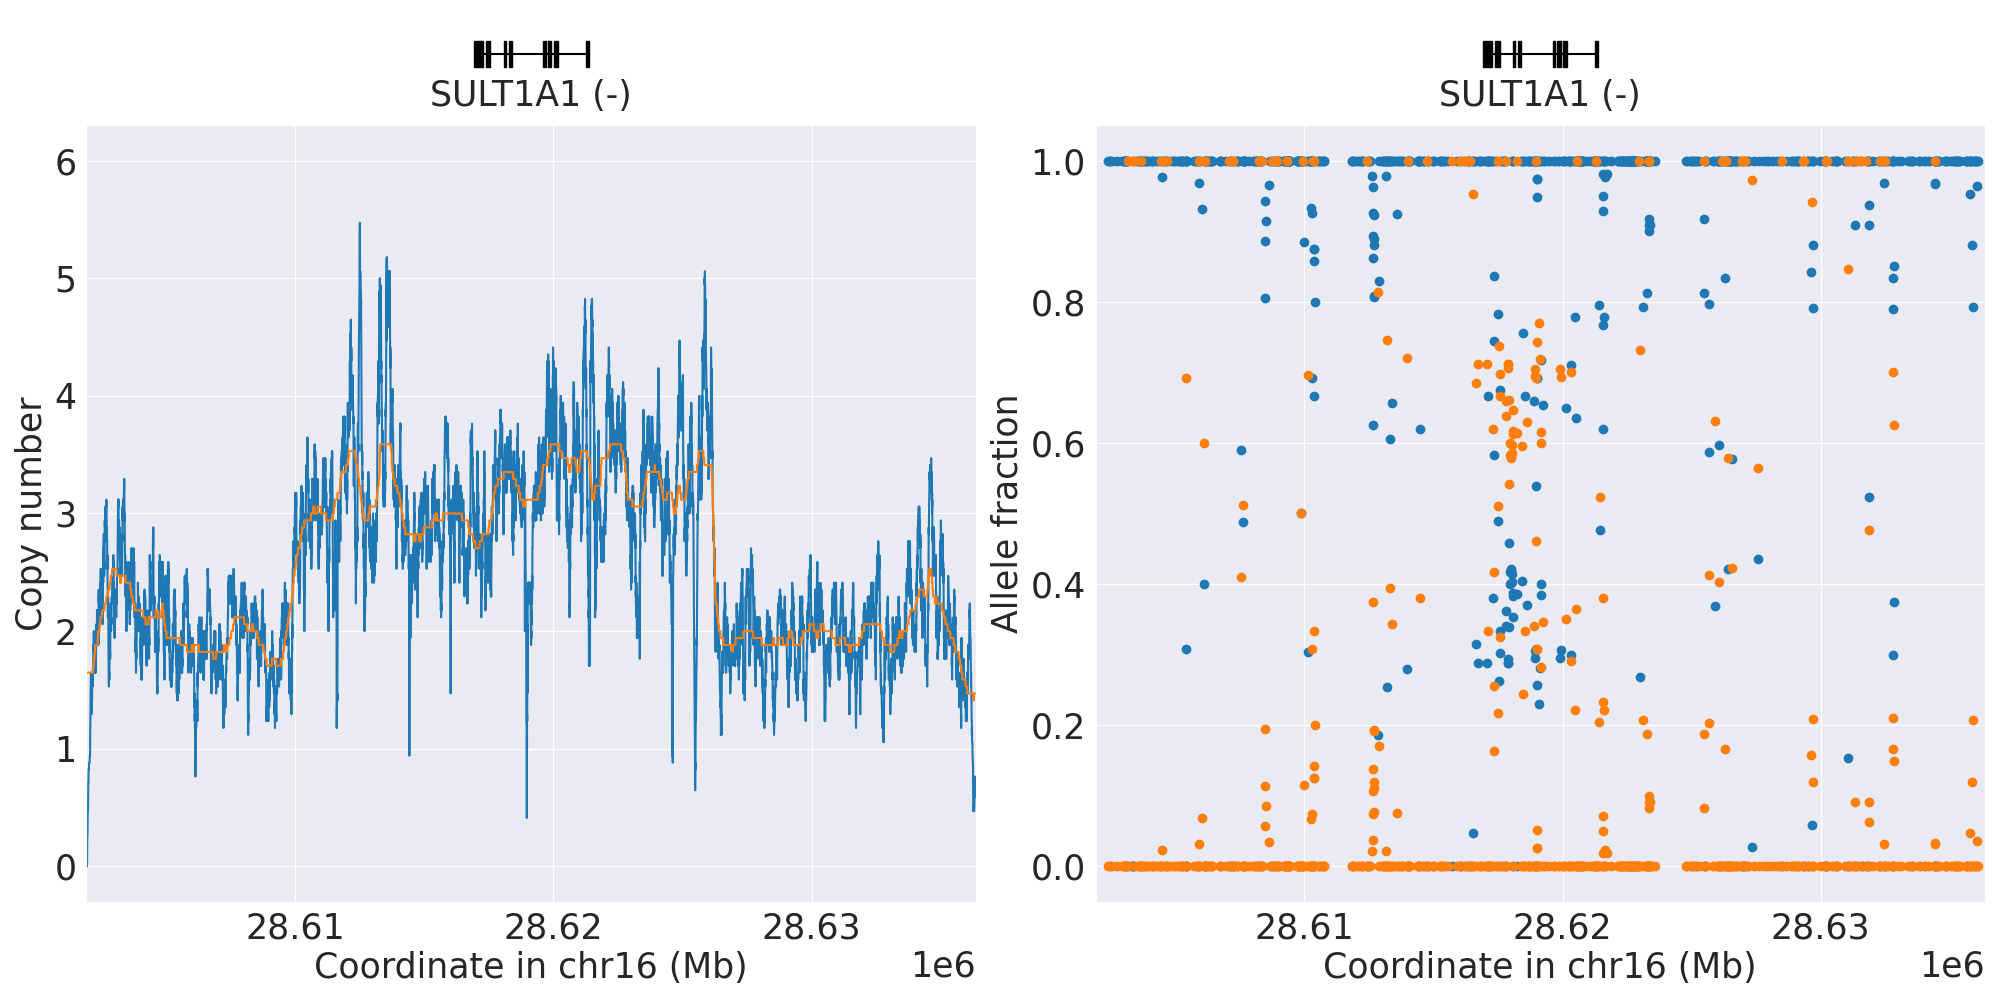 SULT1A1 (-)
Copy number
6
5
4
3
2
1
0
28.61
28.62
28.63
Coordinate in chr16 (Mb)
1e6
SULT1A1 (-)
Allele fraction
1.0
0.8
0.6
0.4
0.2
0.0
28.61
28.62
28.63
Coordinate in chr16 (Mb)
1e6